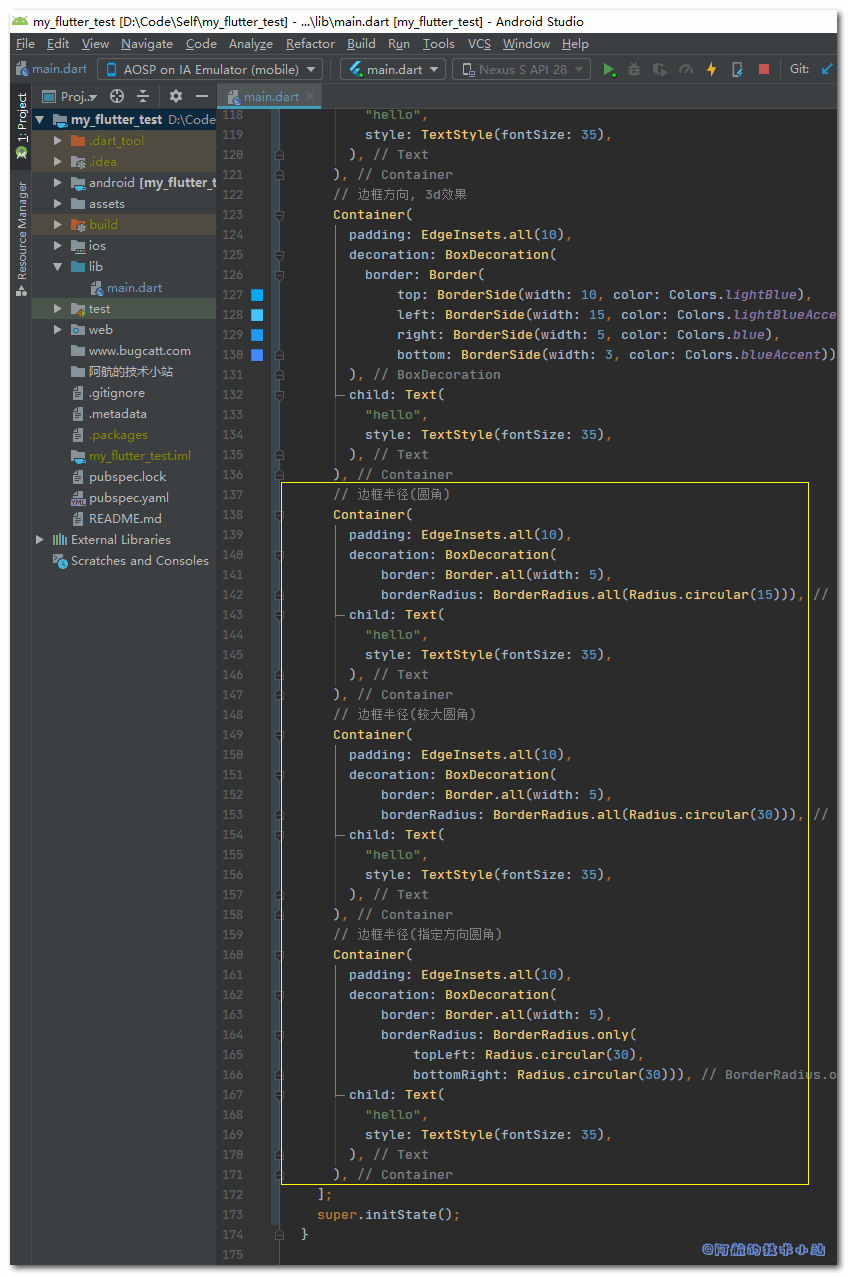 my_flutter_test [D:\Code\Self\my_flutter_test] - ...\lib\main.dart [my_flutter_test] - Android Studio
File Edit View Navigate Code Analyze Refactor Build Run Tools VCS Window Help
main.dart AOSP on IA Emulator (mobile) main.dart Nexus S API 28 Git:
1: Project
Resource Manager
Proj..
my_flutter_test D:\Code
.dart_tool
.idea
android [my_flutter_t
assets
build
ios
lib
main.dart
test
web
www.bugcatt.com
阿航的技术小站
.gitignore
.metadata
.packages
my_flutter_test.iml
pubspec.lock
pubspec.yaml
README.md
External Libraries
Scratches and Consoles
main.dart
118 "hello",
119 style: TextStyle(fontSize: 35),
120 ), // Text
121 ), // Container
122 // 边框方向, 3d效果
123 Container(
124 padding: EdgeInsets.all(10),
125 decoration: BoxDecoration(
126 border: Border(
127 top: BorderSide(width: 10, color: Colors.lightBlue),
128 left: BorderSide(width: 15, color: Colors.lightBlueAcce
129 right: BorderSide(width: 5, color: Colors.blue),
130 bottom: BorderSide(width: 3, color: Colors.blueAccent))
131 ), // BoxDecoration
132 child: Text(
133 "hello",
134 style: TextStyle(fontSize: 35),
135 ), // Text
136 ), // Container
137 // 边框半径(圆角)
138 Container(
139 padding: EdgeInsets.all(10),
140 decoration: BoxDecoration(
141 border: Border.all(width: 5),
142 borderRadius: BorderRadius.all(Radius.circular(15))), //
143 child: Text(
144 "hello",
145 style: TextStyle(fontSize: 35),
146 ), // Text
147 ), // Container
148 // 边框半径(较大圆角)
149 Container(
150 padding: EdgeInsets.all(10),
151 decoration: BoxDecoration(
152 border: Border.all(width: 5),
153 borderRadius: BorderRadius.all(Radius.circular(30))), //
154 child: Text(
155 "hello",
156 style: TextStyle(fontSize: 35),
157 ), // Text
158 ), // Container
159 // 边框半径(指定方向圆角)
160 Container(
161 padding: EdgeInsets.all(10),
162 decoration: BoxDecoration(
163 border: Border.all(width: 5),
164 borderRadius: BorderRadius.only(
165 topLeft: Radius.circular(30),
166 bottomRight: Radius.circular(30))), // BorderRadius.o
167 child: Text(
168 "hello",
169 style: TextStyle(fontSize: 35),
170 ), // Text
171 ), // Container
172 ];
173 super.initState();
174 }
175
@阿航的技术小站